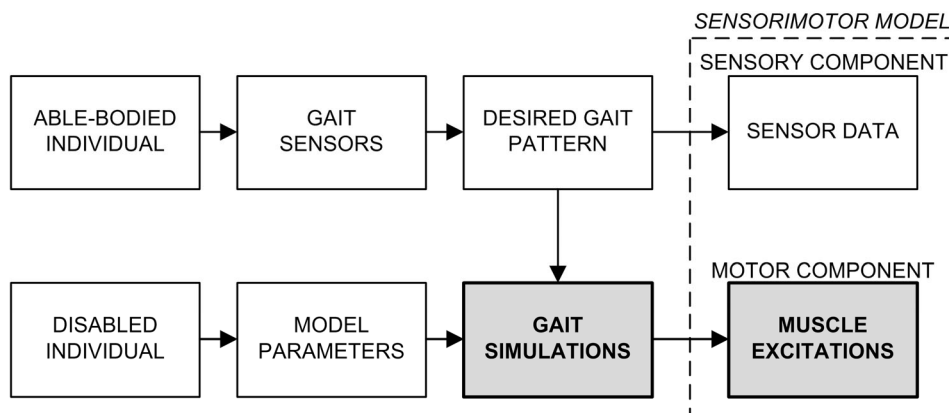 SENSORIMOTOR MODEL
SENSORY COMPONENT
ABLE-BODIED
INDIVIDUAL
GAIT
SENSORS
DESIRED GAIT
PATTERN
SENSOR DATA
MOTOR COMPONENT
DISABLED
INDIVIDUAL
MODEL
PARAMETERS
GAIT
SIMULATIONS
MUSCLE
EXCITATIONS